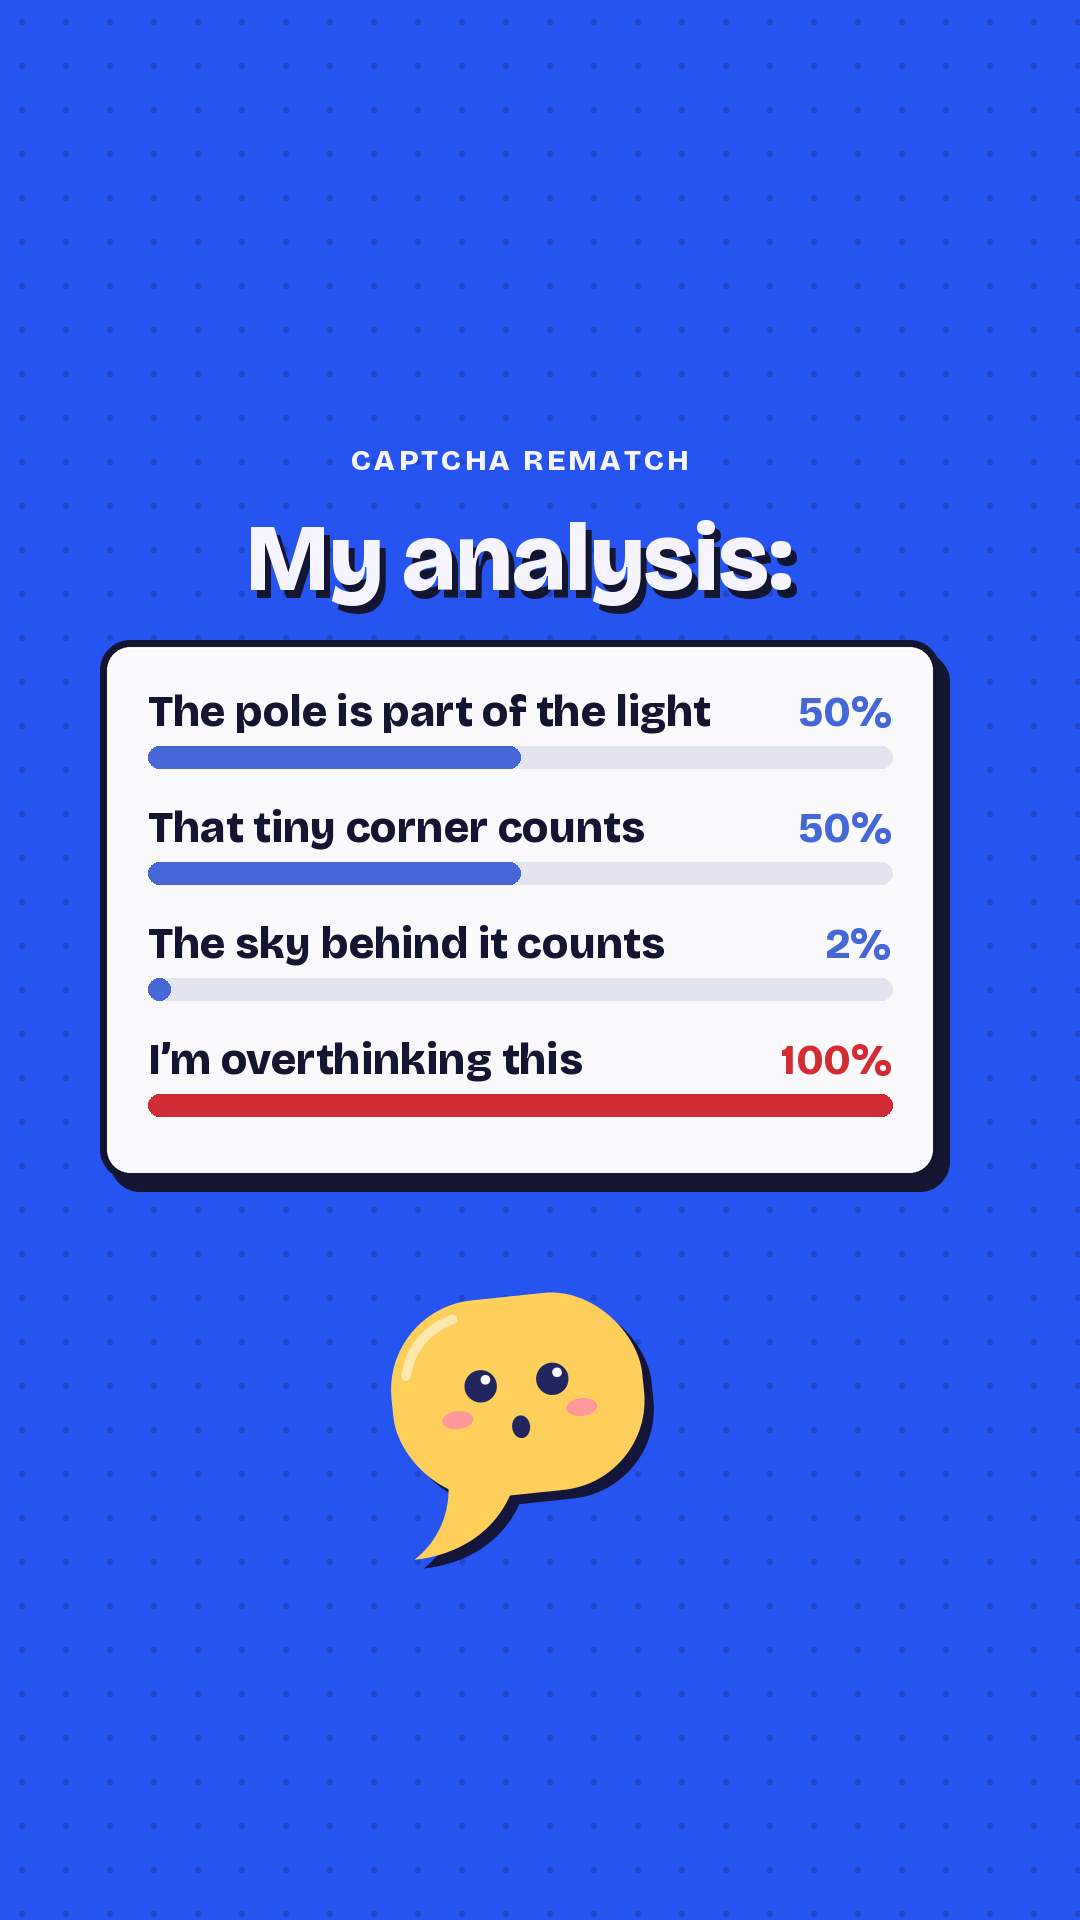 CAPTCHA REMATCH
My analysis:
The pole is part of the light 50%
That tiny corner counts 50%
The sky behind it counts 2%
I’m overthinking this 100%